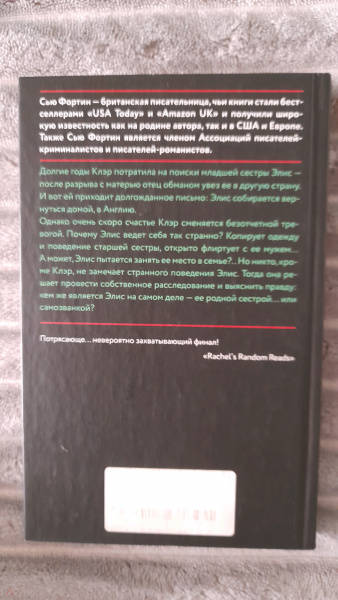 Сью Фортин – британская писательница, чьи книги стали бест-
селлерами «USA Today» и «Amazon UK» и получили широ-
кую известность как на родине автора, так и в США и Европе.
Также Сью Фортин является членом Ассоциаций писателей-
криминалистов и писателей-романистов.
Долгие годы Клэр потратила на поиски младшей сестры Элис –
после разрыва с матерью отец обманом увез ее в другую страну.
И вот ей приходит долгожданное письмо: Элис собирается вер-
нуться домой, в Англию.
Однако очень скоро счастье Клэр сменяется безотчетной тре-
вогой. Почему Элис ведет себя так странно? Копирует одежду
и поведение старшей сестры, открыто флиртует с ее мужем...
А может, Элис пытается занять ее место в семье?.. Но никто, кро-
ме Клэр, не замечает странного поведения Элис. Тогда она ре-
шает провести собственное расследование и выяснить правду:
кем же является Элис на самом деле – ее родной сестрой... или
самозванкой?
Потрясающе... невероятно захватывающий финал!
«Rachel's Random Reads»